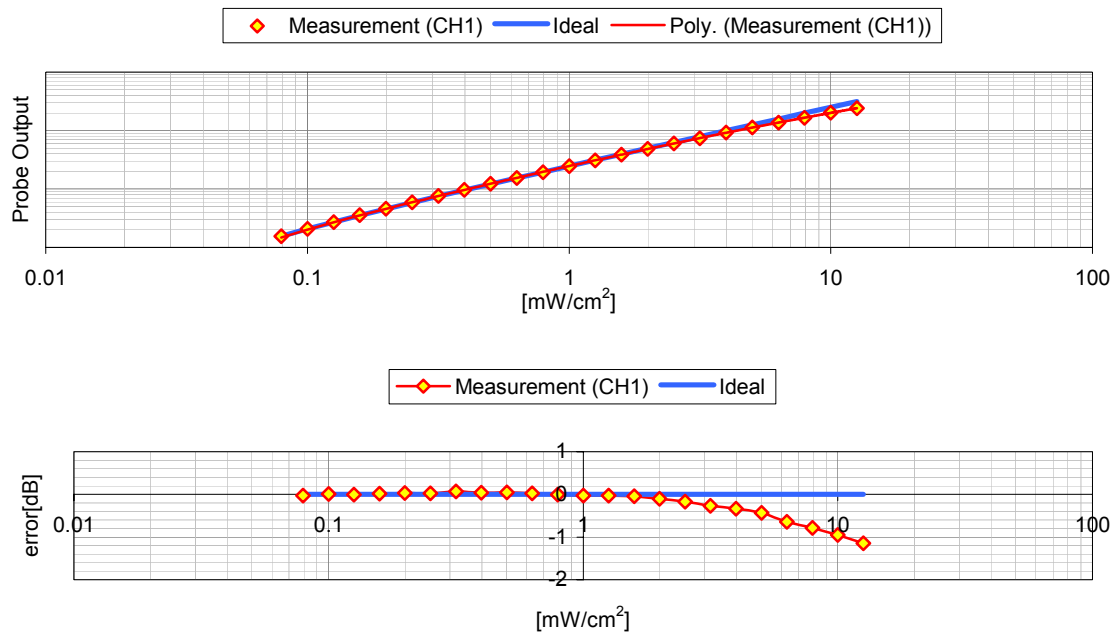 Measurement (CH1) Ideal Poly. (Measurement (CH1))
Probe Output
0.01 0.1 1 10 100
[mW/cm²]
Measurement (CH1) Ideal
error[dB]
1
0
-1
-2
0.01 0.1 1 10 100
[mW/cm²]